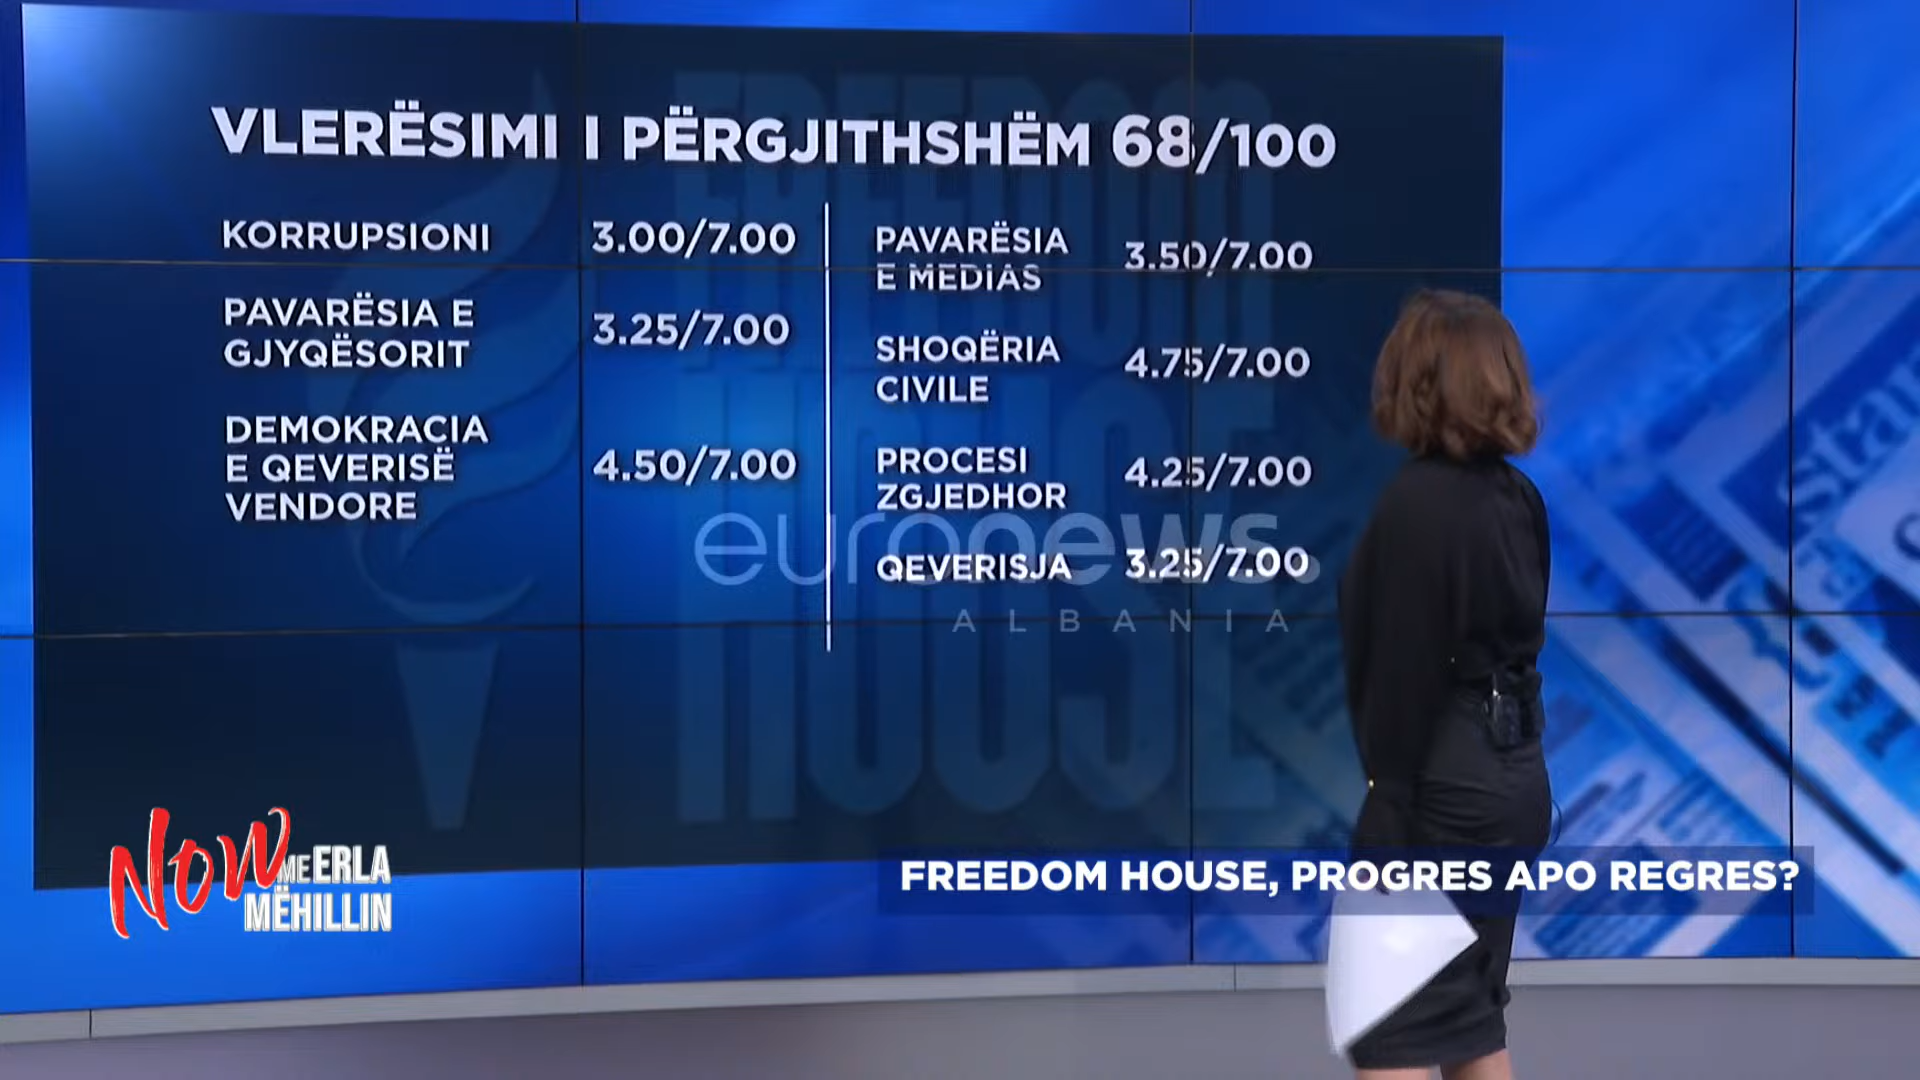 VLERËSIMI I PËRGJITHSHËM 68/100
KORRUPSIONI 3.00/7.00
PAVARËSIA E
GJYQËSORIT
3.25/7.00
DEMOKRACIA
E QEVERISË
VENDORE
4.50/7.00
PAVARËSIA
E MEDIAS
3.50/7.00
SHOQËRIA
CIVILE
4.75/7.00
PROCESI
ZGJEDHOR
4.25/7.00
QEVERISJA 3.25/7.00
FREEDOM
HOUSE
euronews.
ALBANIA
NOW ME ERLA
MËHILLIN
FREEDOM HOUSE, PROGRES APO REGRES?